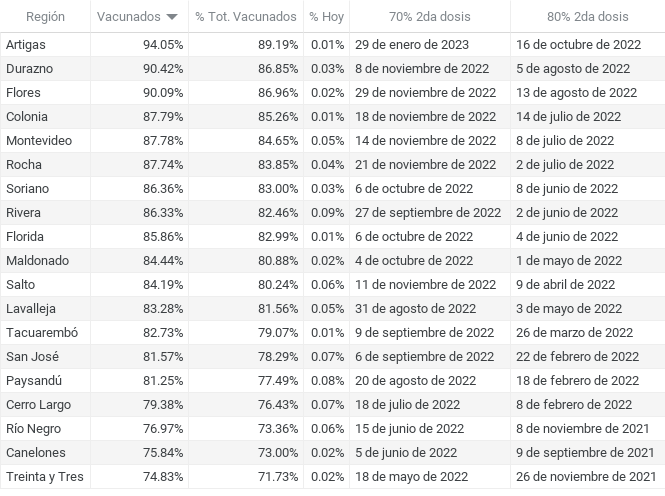 Región Vacunados % Tot. Vacunados % Hoy 70% 2da dosis 80% 2da dosis
Artigas 94.05% 89.19% 0.01% 29 de enero de 2023 16 de octubre de 2022
Durazno 90.42% 86.85% 0.03% 8 de noviembre de 2022 5 de agosto de 2022
Flores 90.09% 86.96% 0.02% 29 de noviembre de 2022 13 de agosto de 2022
Colonia 87.79% 85.26% 0.01% 18 de noviembre de 2022 14 de julio de 2022
Montevideo 87.78% 84.65% 0.05% 14 de noviembre de 2022 8 de julio de 2022
Rocha 87.74% 83.85% 0.04% 21 de noviembre de 2022 2 de julio de 2022
Soriano 86.36% 83.00% 0.03% 6 de octubre de 2022 8 de junio de 2022
Rivera 86.33% 82.46% 0.09% 27 de septiembre de 2022 2 de junio de 2022
Florida 85.86% 82.99% 0.01% 6 de octubre de 2022 4 de junio de 2022
Maldonado 84.44% 80.88% 0.02% 4 de octubre de 2022 1 de mayo de 2022
Salto 84.19% 80.24% 0.06% 11 de noviembre de 2022 9 de abril de 2022
Lavalleja 83.28% 81.56% 0.05% 31 de agosto de 2022 3 de mayo de 2022
Tacuarembó 82.73% 79.07% 0.01% 9 de septiembre de 2022 26 de marzo de 2022
San José 81.57% 78.29% 0.07% 6 de septiembre de 2022 22 de febrero de 2022
Paysandú 81.25% 77.49% 0.08% 20 de agosto de 2022 18 de febrero de 2022
Cerro Largo 79.38% 76.43% 0.07% 18 de julio de 2022 8 de febrero de 2022
Río Negro 76.97% 73.36% 0.06% 15 de junio de 2022 8 de noviembre de 2021
Canelones 75.84% 73.00% 0.02% 5 de junio de 2022 9 de septiembre de 2021
Treinta y Tres 74.83% 71.73% 0.02% 18 de mayo de 2022 26 de noviembre de 2021